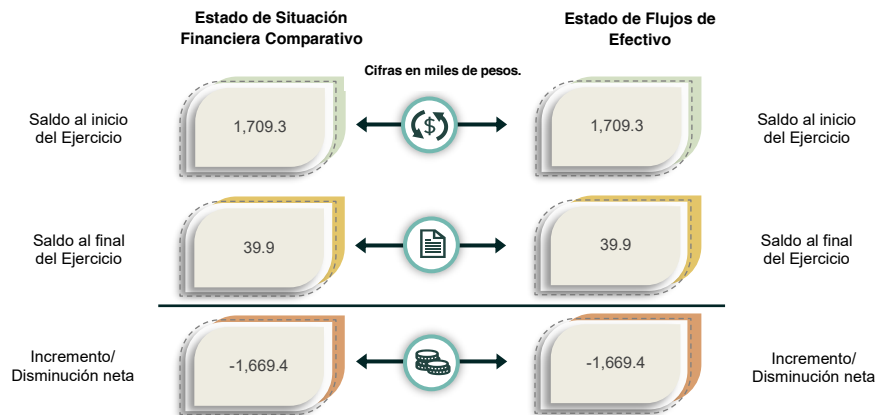 Estado de Situación
Financiera Comparativo
Estado de Flujos de
Efectivo
Cifras en miles de pesos.
Saldo al inicio
del Ejercicio
1,709.3
$
1,709.3
Saldo al inicio
del Ejercicio
Saldo al final
del Ejercicio
39.9
39.9
Saldo al final
del Ejercicio
Incremento/
Disminución neta
-1,669.4
-1,669.4
Incremento/
Disminución neta